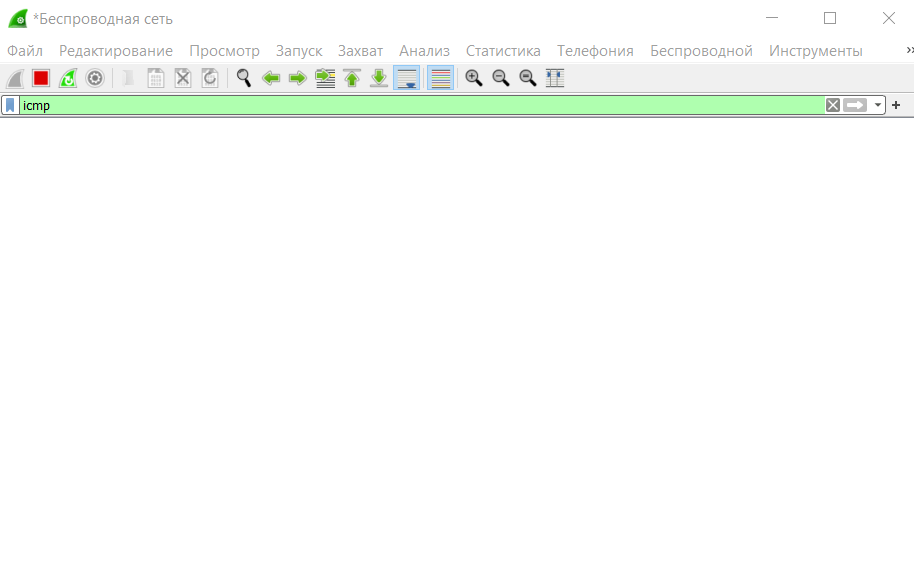 *Беспроводная сеть
Файл Редактирование Просмотр Запуск Захват Анализ Статистика Телефония Беспроводной Инструменты »
icmp